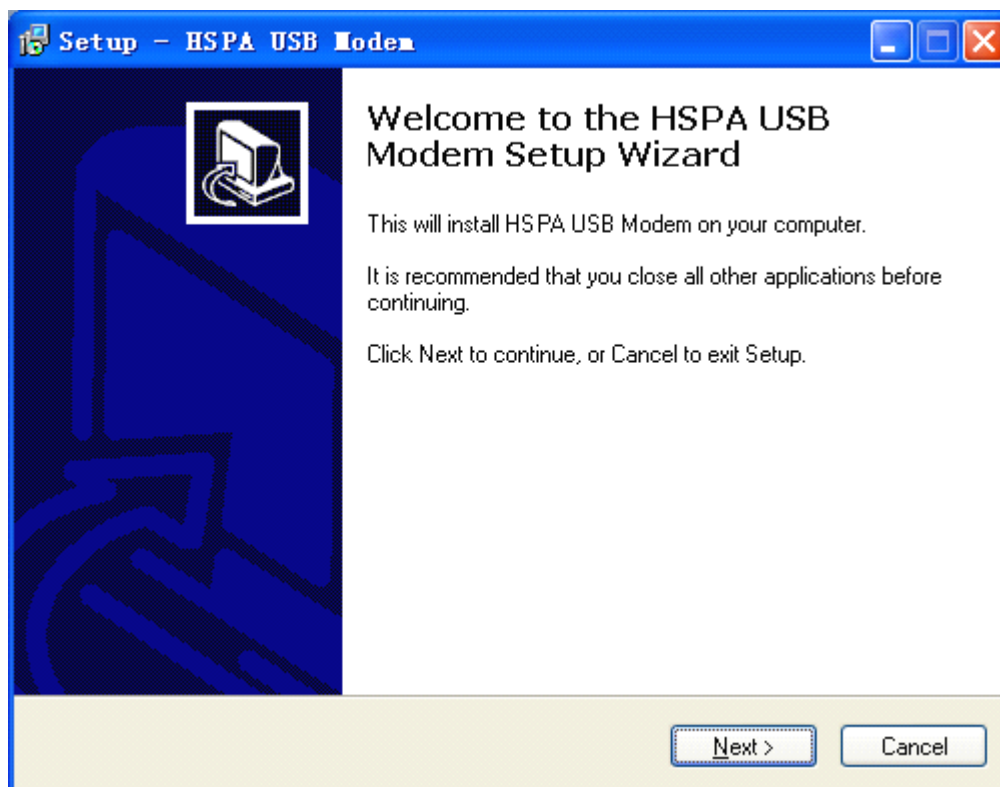 Setup - HSPA USB Modem
Welcome to the HSPA USB
Modem Setup Wizard
This will install HSPA USB Modem on your computer.
It is recommended that you close all other applications before
continuing.
Click Next to continue, or Cancel to exit Setup.
Next >
Cancel